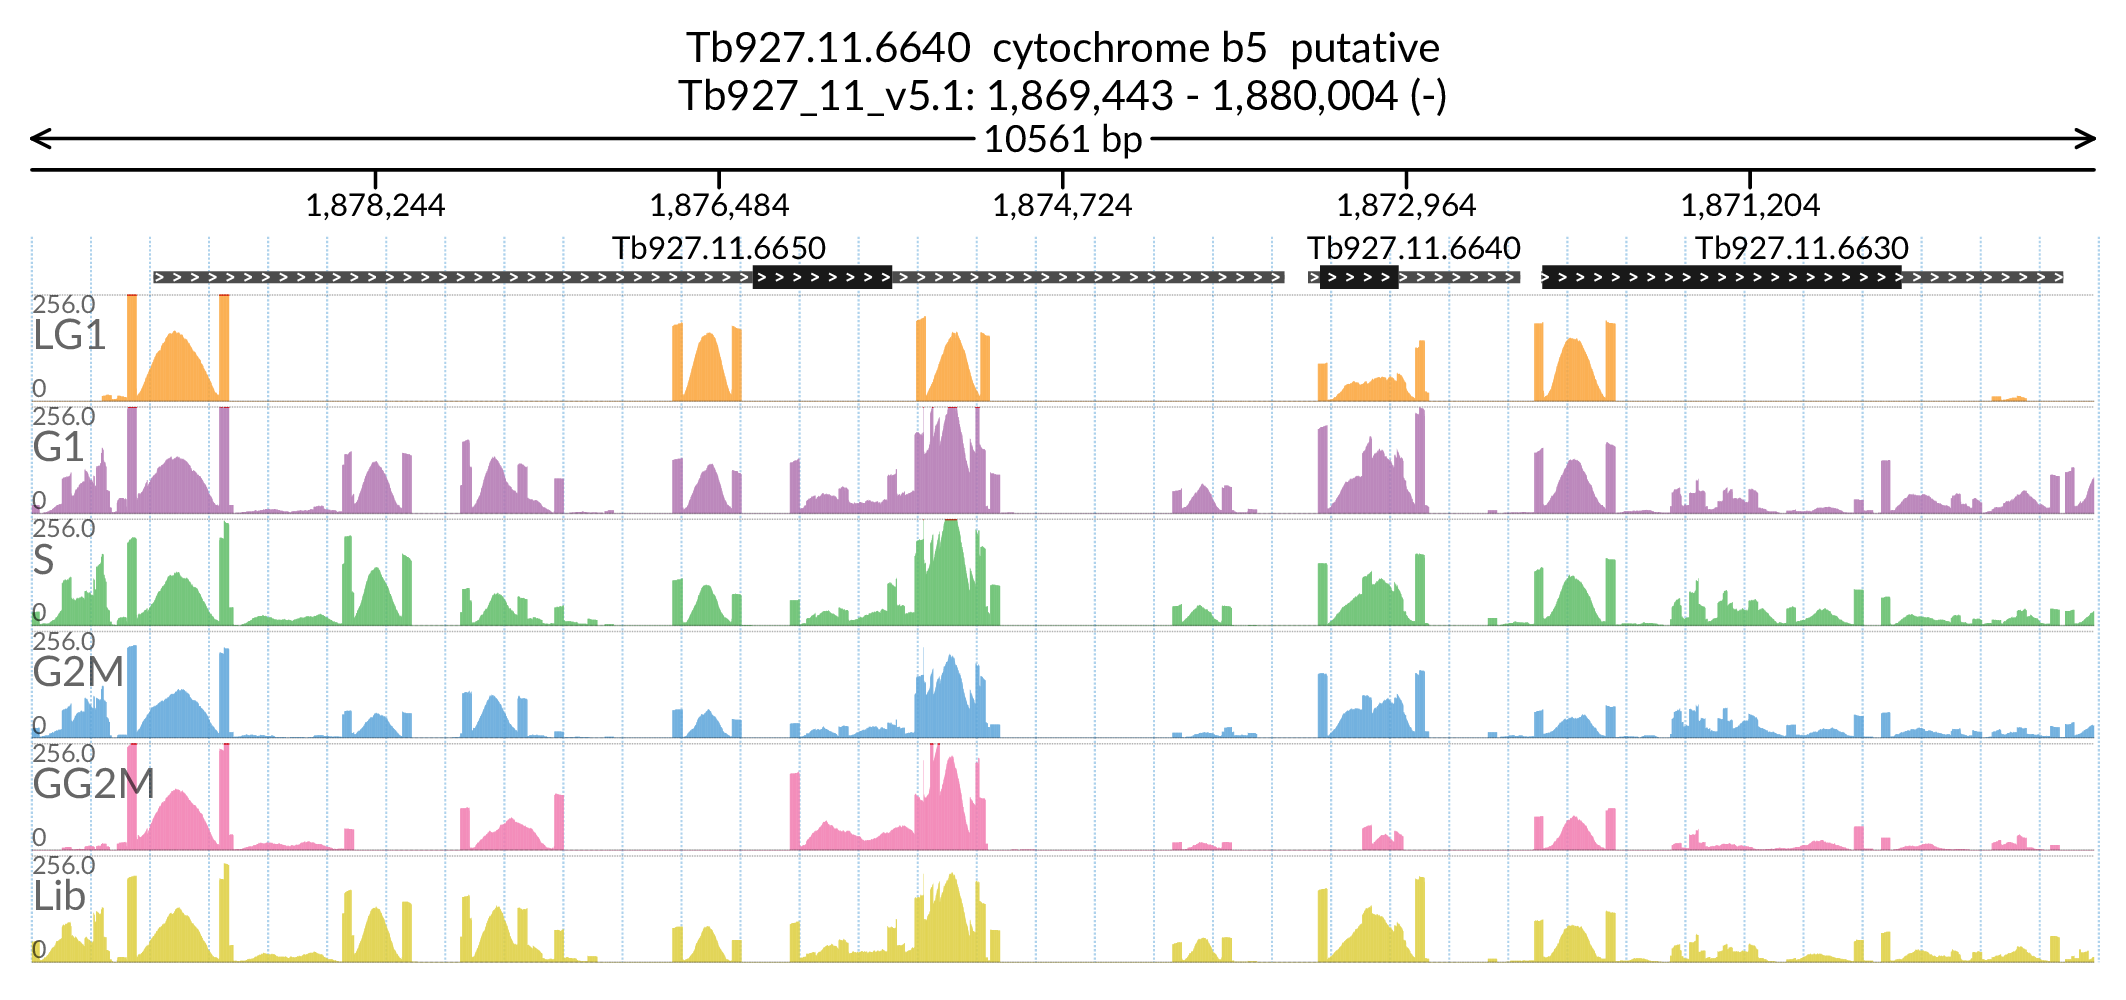 Tb927.11.6640 cytochrome b5 putative
Tb927_11_v5.1: 1,869,443 - 1,880,004 (-)
10561 bp
1,878,244 1,876,484 1,874,724 1,872,964 1,871,204
Tb927.11.6650 Tb927.11.6640 Tb927.11.6630
256.0
LG1
0
256.0
G1
0
256.0
S
0
256.0
G2M
0
256.0
GG2M
0
256.0
Lib
0